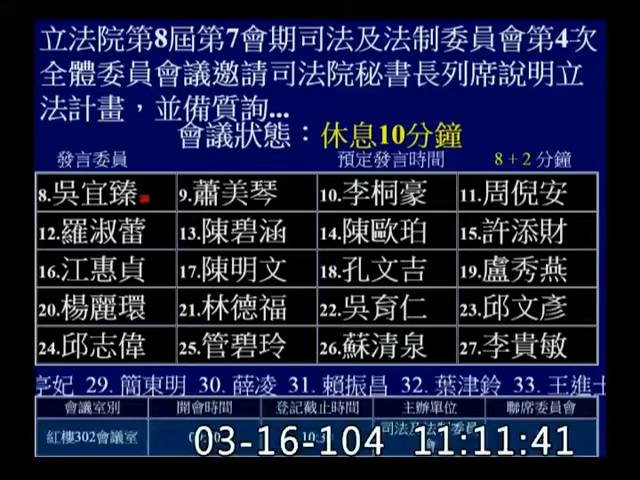 立法院第8屆第7會期司法及法制委員會第4次
全體委員會議邀請司法院秘書長列席說明立
法計畫，並備質詢...
會議狀態：休息10分鐘
發言委員 預定發言時間 8+2 分鐘
8.吳宜臻 9.蕭美琴 10.李桐豪 11.周倪安
12.羅淑蕾 13.陳碧涵 14.陳歐珀 15.許添財
16.江惠貞 17.陳明文 18.孔文吉 19.盧秀燕
20.楊麗環 21.林德福 22.吳育仁 23.邱文彥
24.邱志偉 25.管碧玲 26.蘇清泉 27.李貴敏
妃 29. 簡東明 30. 薛凌 31. 賴振昌 32. 葉津鈴 33. 王進士
會議室別 開會時間 登記截止時間 主辦單位 聯席委員會
紅樓302會議室 司法及法制委員會
03-16-104 11:11:41